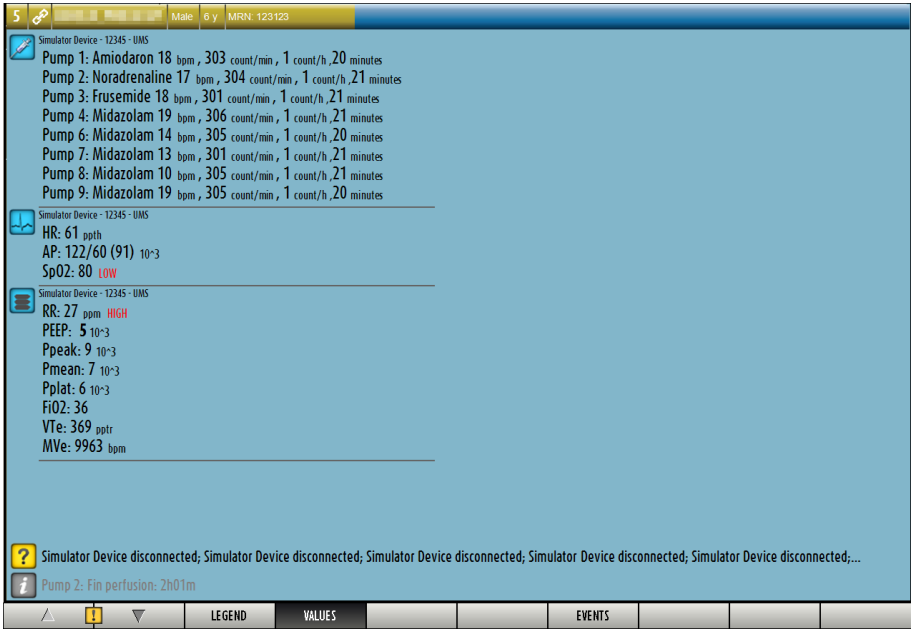 5 Male 6 y MRN: 123123
Simulator Device - 12345 - UMS
Pump 1: Amiodaron 18 bpm , 303 count/min , 1 count/h ,20 minutes
Pump 2: Noradrenaline 17 bpm , 304 count/min , 1 count/h ,21 minutes
Pump 3: Frusemide 18 bpm , 301 count/min , 1 count/h ,21 minutes
Pump 4: Midazolam 19 bpm , 306 count/min , 1 count/h ,21 minutes
Pump 6: Midazolam 14 bpm , 305 count/min , 1 count/h ,20 minutes
Pump 7: Midazolam 13 bpm , 301 count/min , 1 count/h ,21 minutes
Pump 8: Midazolam 10 bpm , 305 count/min , 1 count/h ,21 minutes
Pump 9: Midazolam 19 bpm , 305 count/min , 1 count/h ,20 minutes
Simulator Device - 12345 - UMS
HR: 61 ppth
AP: 122/60 (91) 10^3
SpO2: 80 LOW
Simulator Device - 12345 - UMS
RR: 27 ppm HIGH
PEEP: 5 10^3
Ppeak: 9 10^3
Pmean: 7 10^3
Pplat: 6 10^3
FiO2: 36
VTe: 369 pptr
MVe: 9963 bpm
? Simulator Device disconnected; Simulator Device disconnected; Simulator Device disconnected; Simulator Device disconnected; Simulator Device disconnected;...
i Pump 2: Fin perfusion: 2h01m
! LEGEND VALUES EVENTS